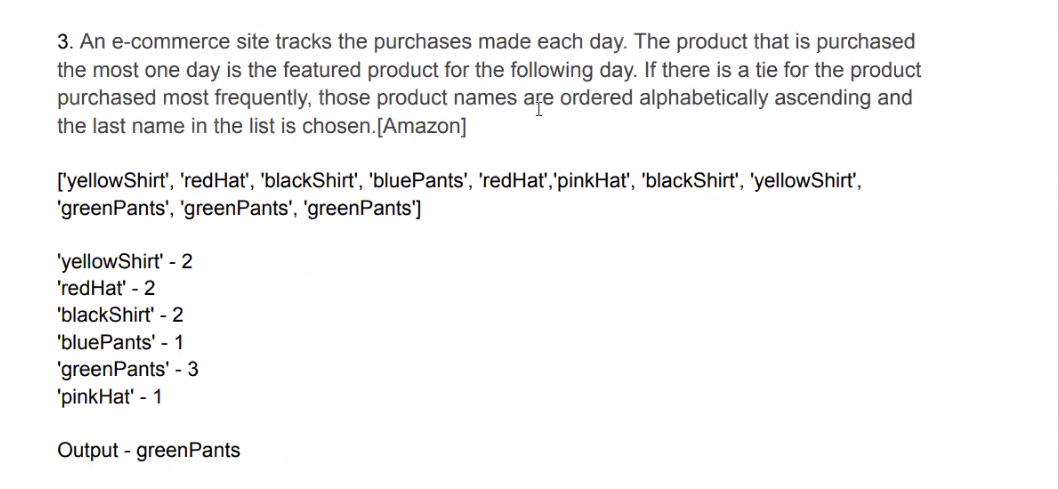 3. An e-commerce site tracks the purchases made each day. The product that is purchased
the most one day is the featured product for the following day. If there is a tie for the product
purchased most frequently, those product names are ordered alphabetically ascending and
the last name in the list is chosen.[Amazon]
['yellowShirt', 'redHat', 'blackShirt', 'bluePants', 'redHat','pinkHat', 'blackShirt', 'yellowShirt',
'greenPants', 'greenPants', 'greenPants']
'yellowShirt' - 2
'redHat' - 2
'blackShirt' - 2
'bluePants' - 1
'greenPants' - 3
'pinkHat' - 1
Output - greenPants